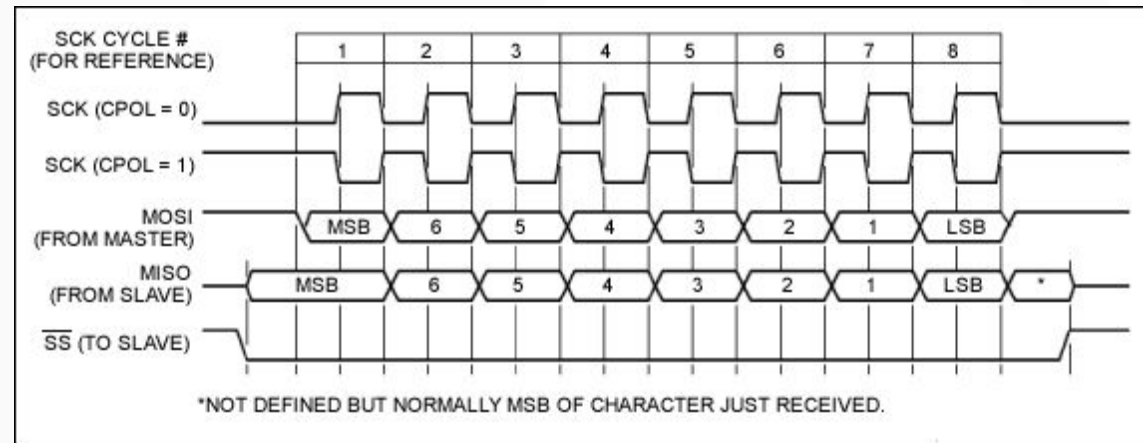 SCK CYCLE #
(FOR REFERENCE)
1 2 3 4 5 6 7 8
SCK (CPOL = 0)
SCK (CPOL = 1)
MOSI
(FROM MASTER)
MSB 6 5 4 3 2 1 LSB
MISO
(FROM SLAVE)
MSB 6 5 4 3 2 1 LSB *
SS (TO SLAVE)
*NOT DEFINED BUT NORMALLY MSB OF CHARACTER JUST RECEIVED.